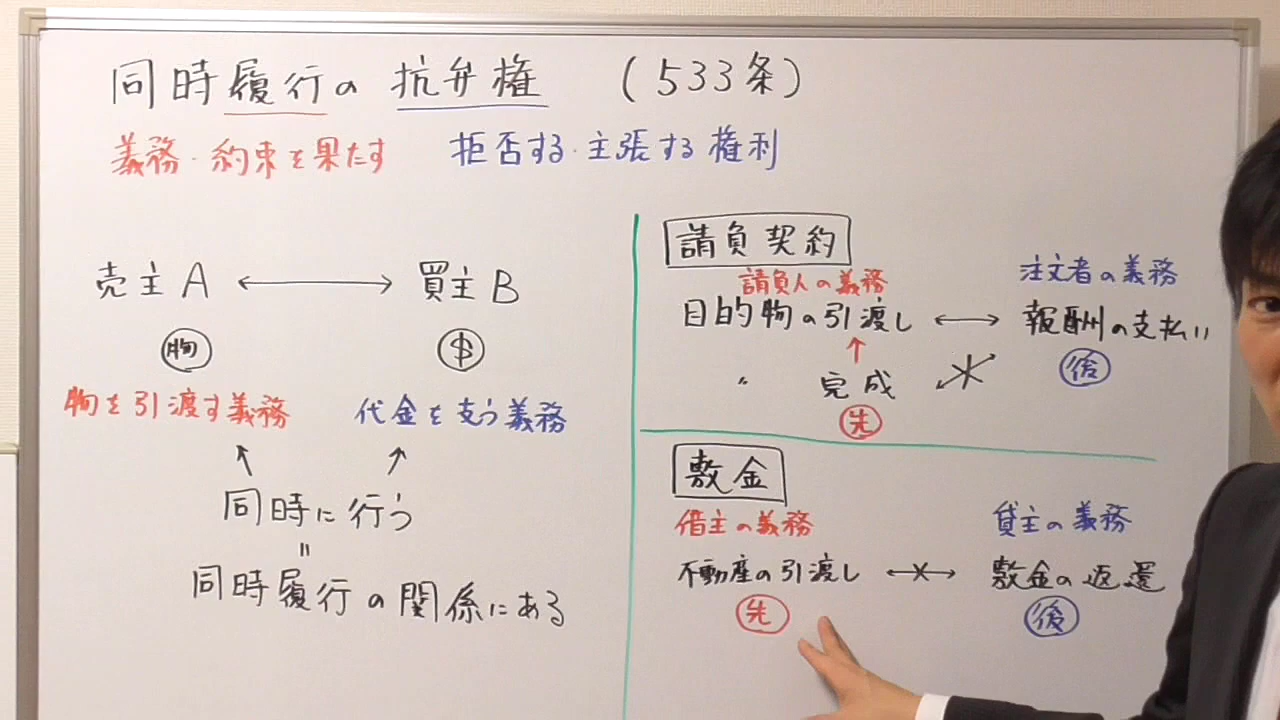 同時履行の抗弁権 (533条)
義務・約束を果たす 拒否する・主張する権利
売主A ⟷ 買主B
物 $
物を引渡す義務 代金を支う義務
同時に行う
=
同時履行の関係にある
請負契約
請負人の義務 注文者の義務
目的物の引渡し ⟷ 報酬の支払い
後
〃 完成
先
敷金
借主の義務 貸主の義務
不動産の引渡し ⟷ 敷金の返還
先 後